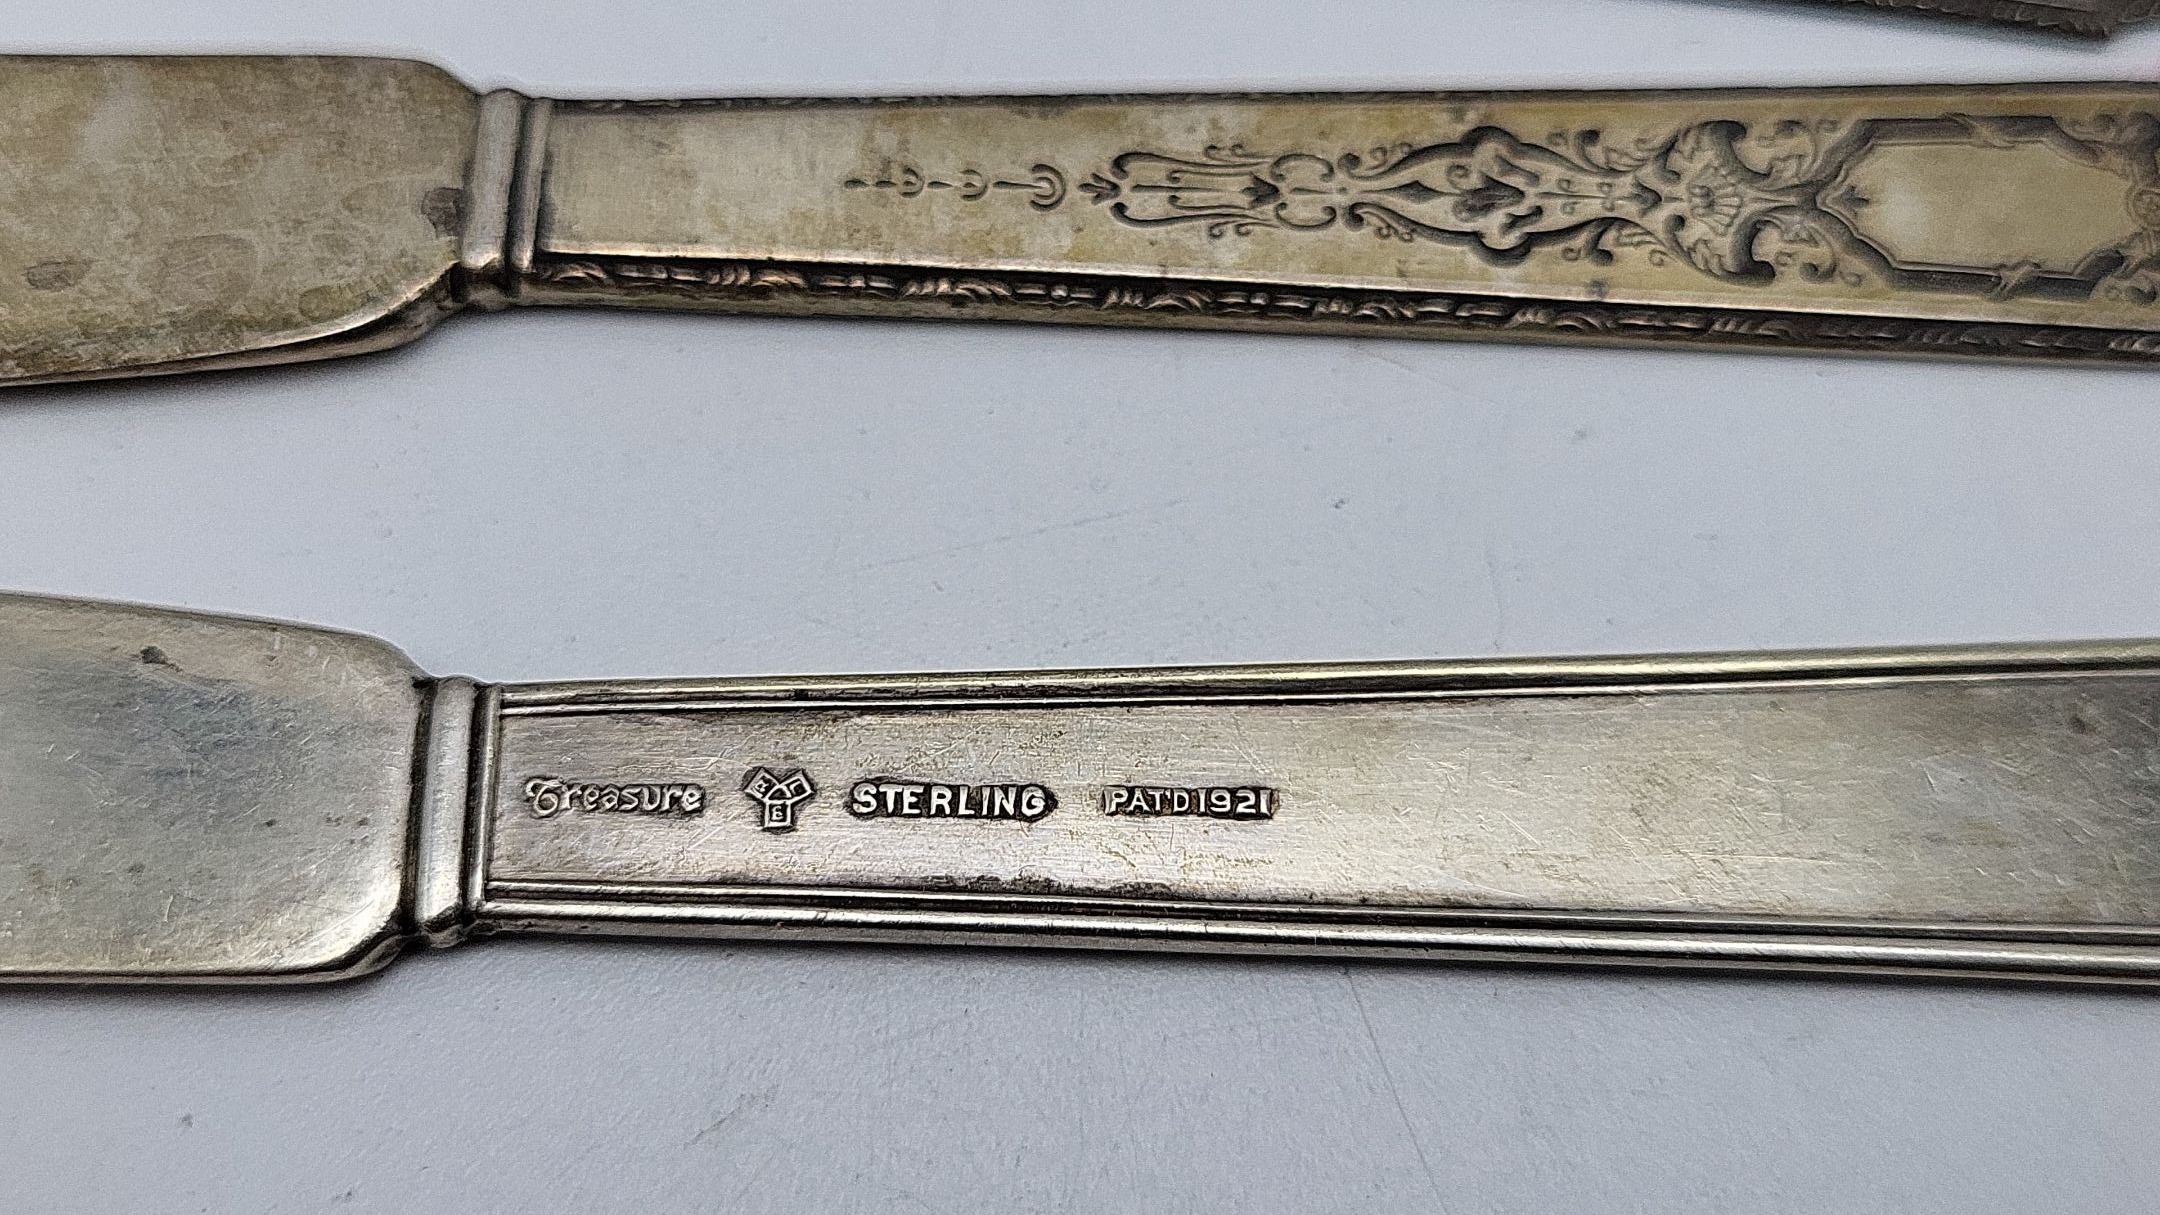 Treasure R L E STERLING PAT'D 1921